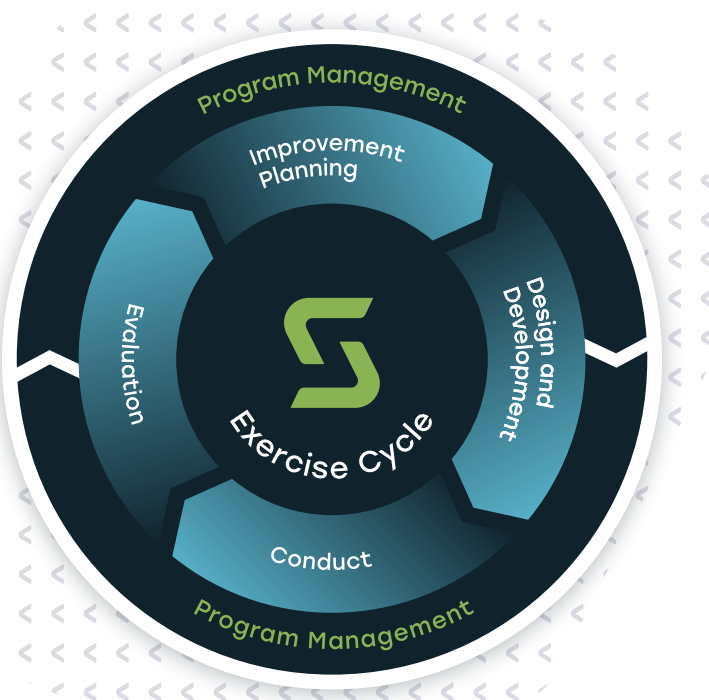 Program Management
Improvement
Planning
Design and
Development
Evaluation
Exercise Cycle
Conduct
Program Management